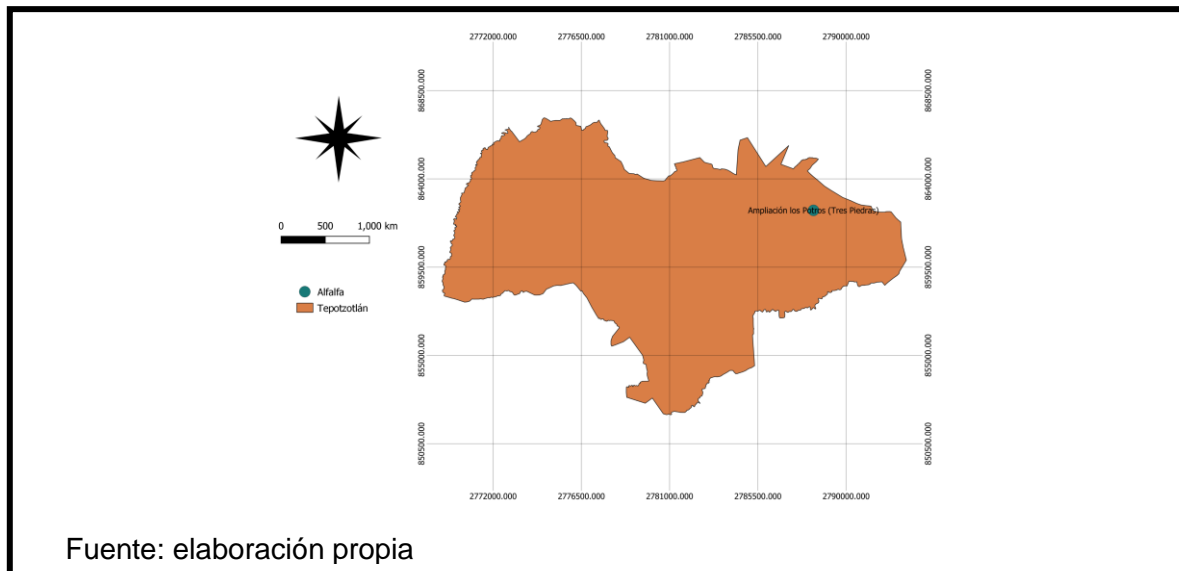 2772000.000 2776500.000 2781000.000 2785500.000 2790000.000
868500.000 868500.000
864000.000 864000.000
Ampliación los Potros (Tres Piedras)
0 500 1,000 km
859500.000 859500.000
Alfalfa
Tepotzotlán
855000.000 855000.000
850500.000 850500.000
2772000.000 2776500.000 2781000.000 2785500.000 2790000.000
Fuente: elaboración propia